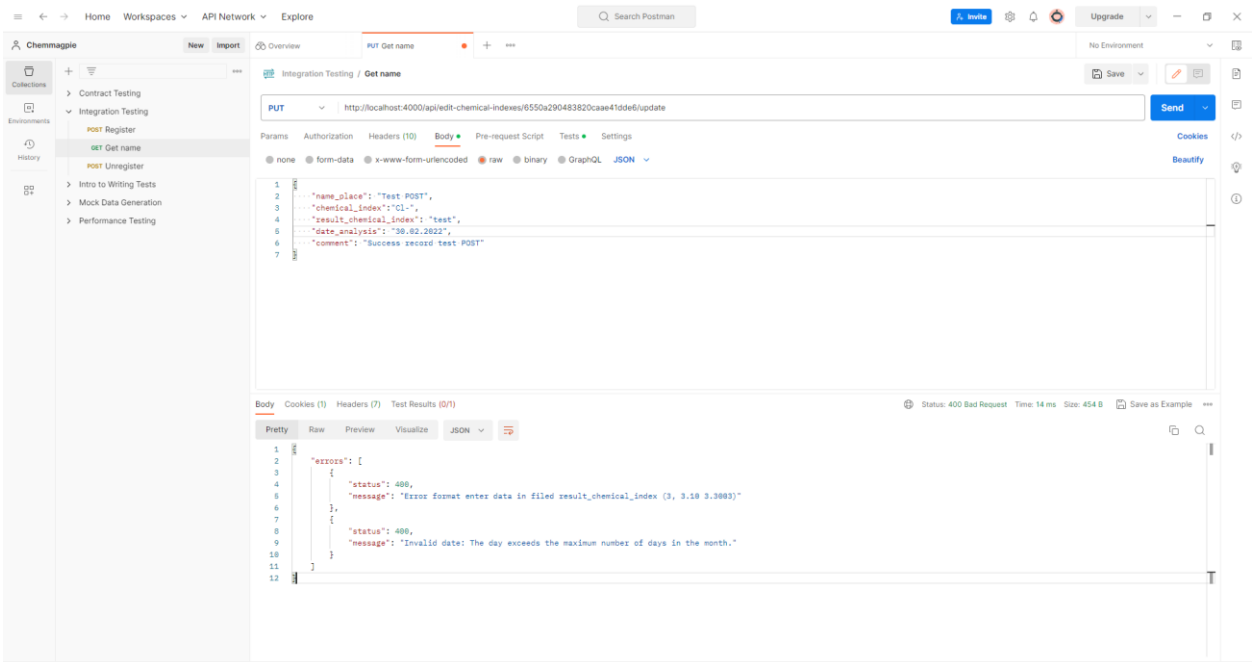 Home Workspaces API Network Explore Search Postman Invite Upgrade
Chemmagpie New Import Overview PUT Get name No Environment
Collections
Environments
History
Contract Testing
Integration Testing
POST Register
GET Get name
POST Unregister
Intro to Writing Tests
Mock Data Generation
Performance Testing
Integration Testing / Get name Save
PUT http://localhost:4000/api/edit-chemical-indexes/6550a290483820caae41dde6/update Send
Params Authorization Headers (10) Body Pre-request Script Tests Settings Cookies
none form-data x-www-form-urlencoded raw binary GraphQL JSON Beautify
1 {
2 "name_place": "Test POST",
3 "chemical_index":"Cl-",
4 "result_chemical_index": "test",
5 "date_analysis": "30.02.2022",
6 "comment": "Success record test POST"
7 }
Body Cookies (1) Headers (7) Test Results (0/1) Status: 400 Bad Request Time: 14 ms Size: 454 B Save as Example
Pretty Raw Preview Visualize JSON
1 {
2 "errors": [
3 {
4 "status": 400,
5 "message": "Error format enter data in filed result_chemical_index (3, 3.10 3.3003)"
6 },
7 {
8 "status": 400,
9 "message": "Invalid date: The day exceeds the maximum number of days in the month."
10 }
11 ]
12 }